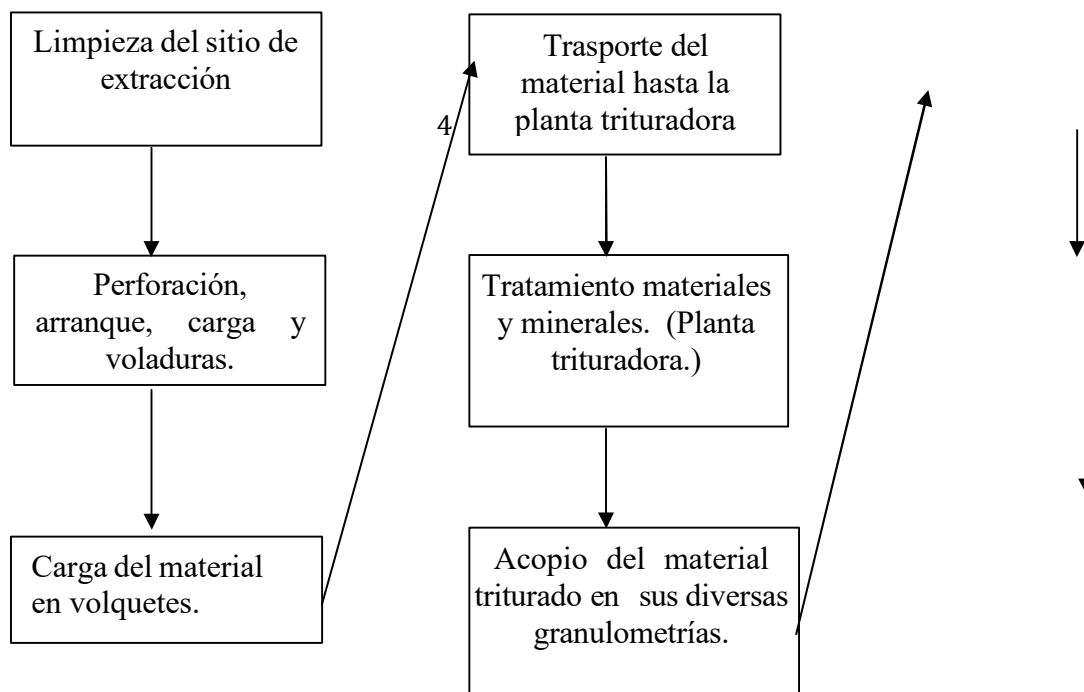 Limpieza del sitio de
extracción
Perforación,
arranque, carga y
voladuras.
Carga del material
en volquetes.
4
Trasporte del
material hasta la
planta trituradora
Tratamiento materiales
y minerales. (Planta
trituradora.)
Acopio del material
triturado en sus diversas
granulometrías.